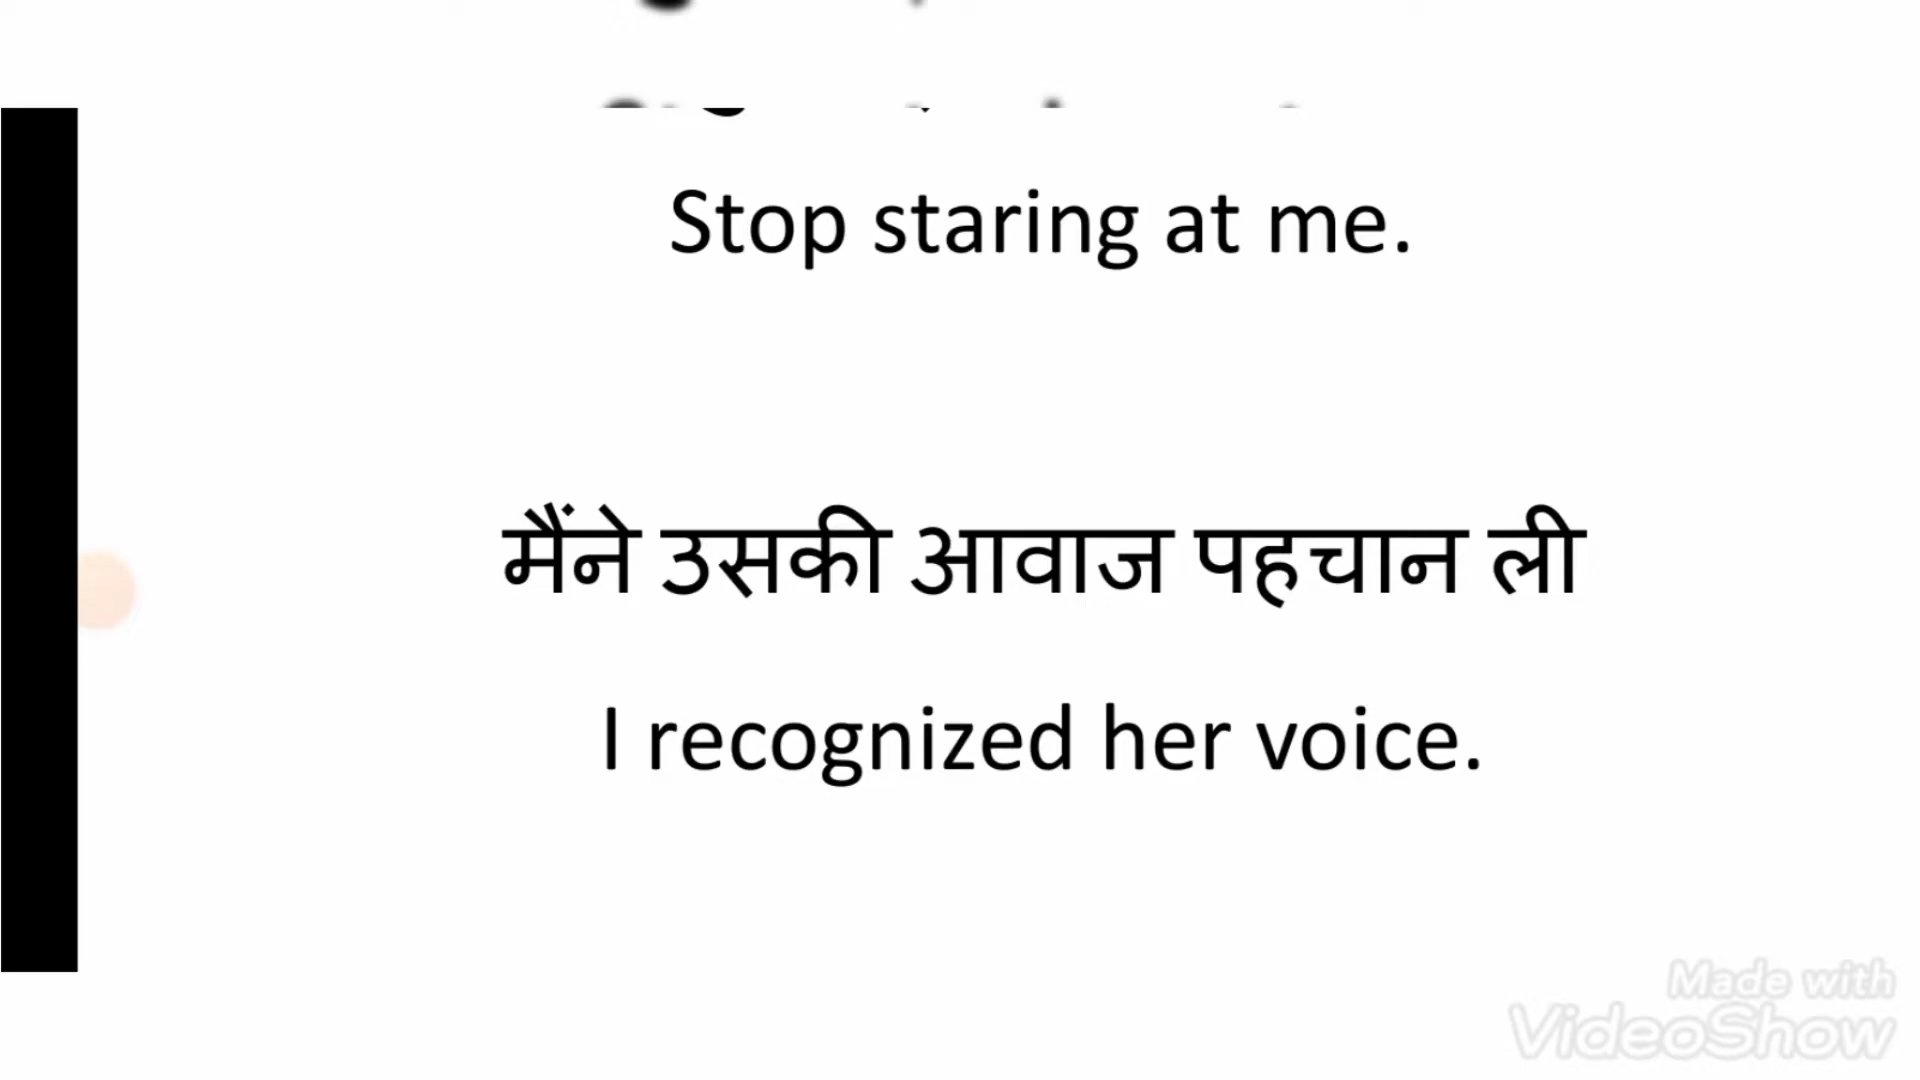 Stop staring at me.
मैंने उसकी आवाज पहचान ली
I recognized her voice.
Made with
VideoShow